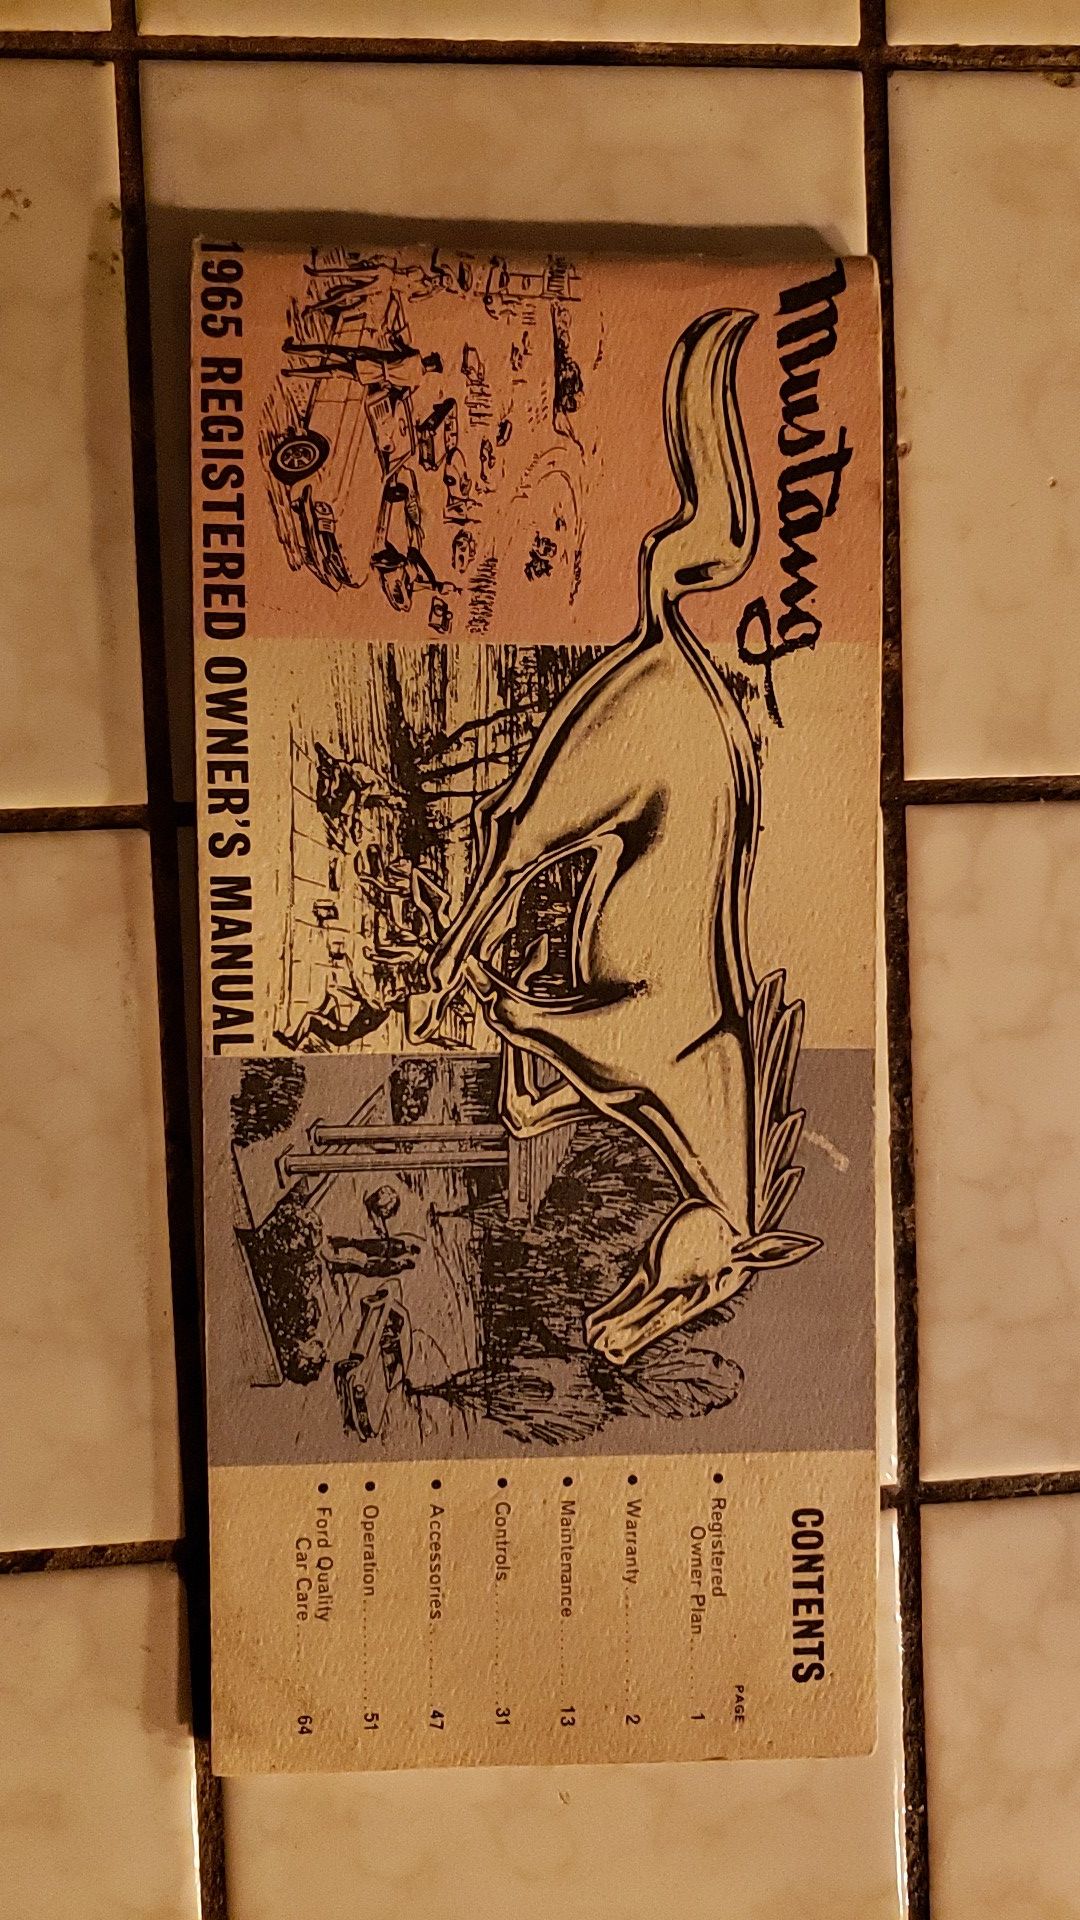 Mustang
1965 REGISTERED OWNER'S MANUAL
CONTENTS
PAGE
• Registered
Owner Plan......... 1
• Warranty.............. 2
• Maintenance......... 13
• Controls................31
• Accessories...........47
• Operation..............51
• Ford Quality
Car Care......... 64